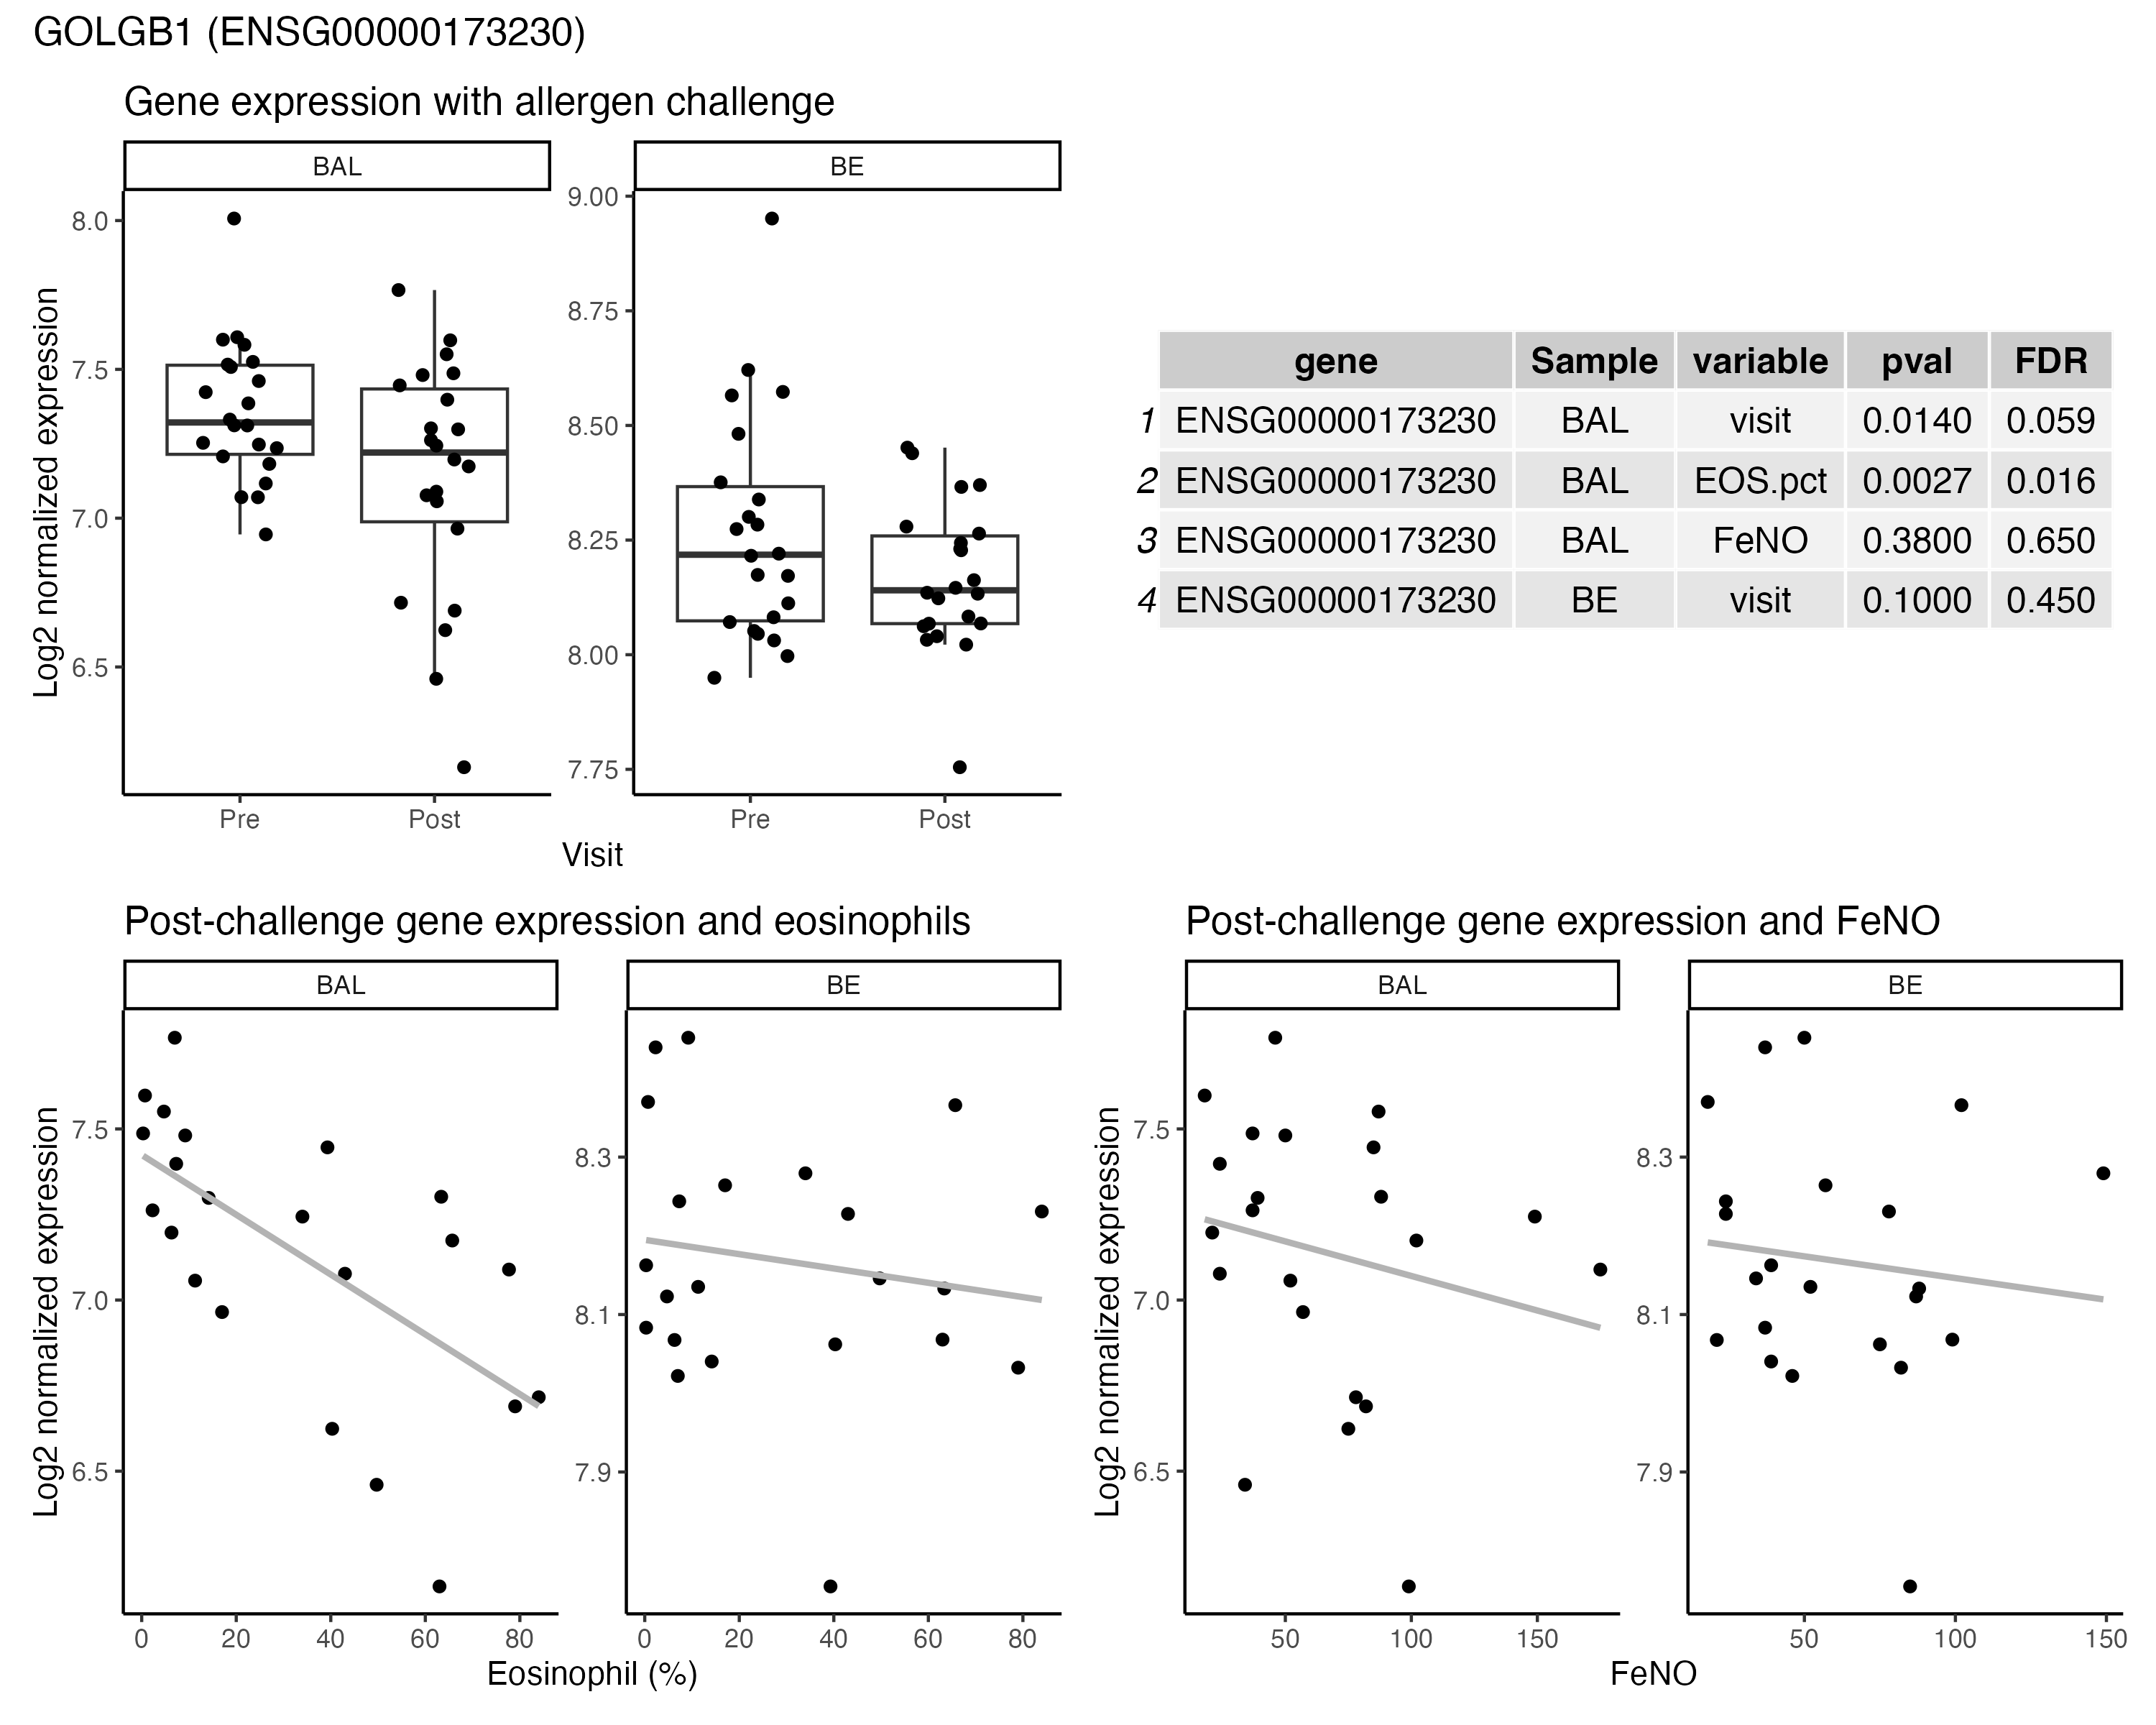 GOLGB1 (ENSG00000173230)
Gene expression with allergen challenge
BAL
BE
Log2 normalized expression
8.0
7.5
7.0
6.5
9.00
8.75
8.50
8.25
8.00
7.75
Pre
Post
Pre
Post
Visit
gene Sample variable pval FDR
1 ENSG00000173230 BAL visit 0.0140 0.059
2 ENSG00000173230 BAL EOS.pct 0.0027 0.016
3 ENSG00000173230 BAL FeNO 0.3800 0.650
4 ENSG00000173230 BE visit 0.1000 0.450
Post-challenge gene expression and eosinophils
BAL
BE
Log2 normalized expression
7.5
7.0
6.5
8.3
8.1
7.9
0 20 40 60 80
0 20 40 60 80
Eosinophil (%)
Post-challenge gene expression and FeNO
BAL
BE
Log2 normalized expression
7.5
7.0
6.5
8.3
8.1
7.9
50 100 150
50 100 150
FeNO